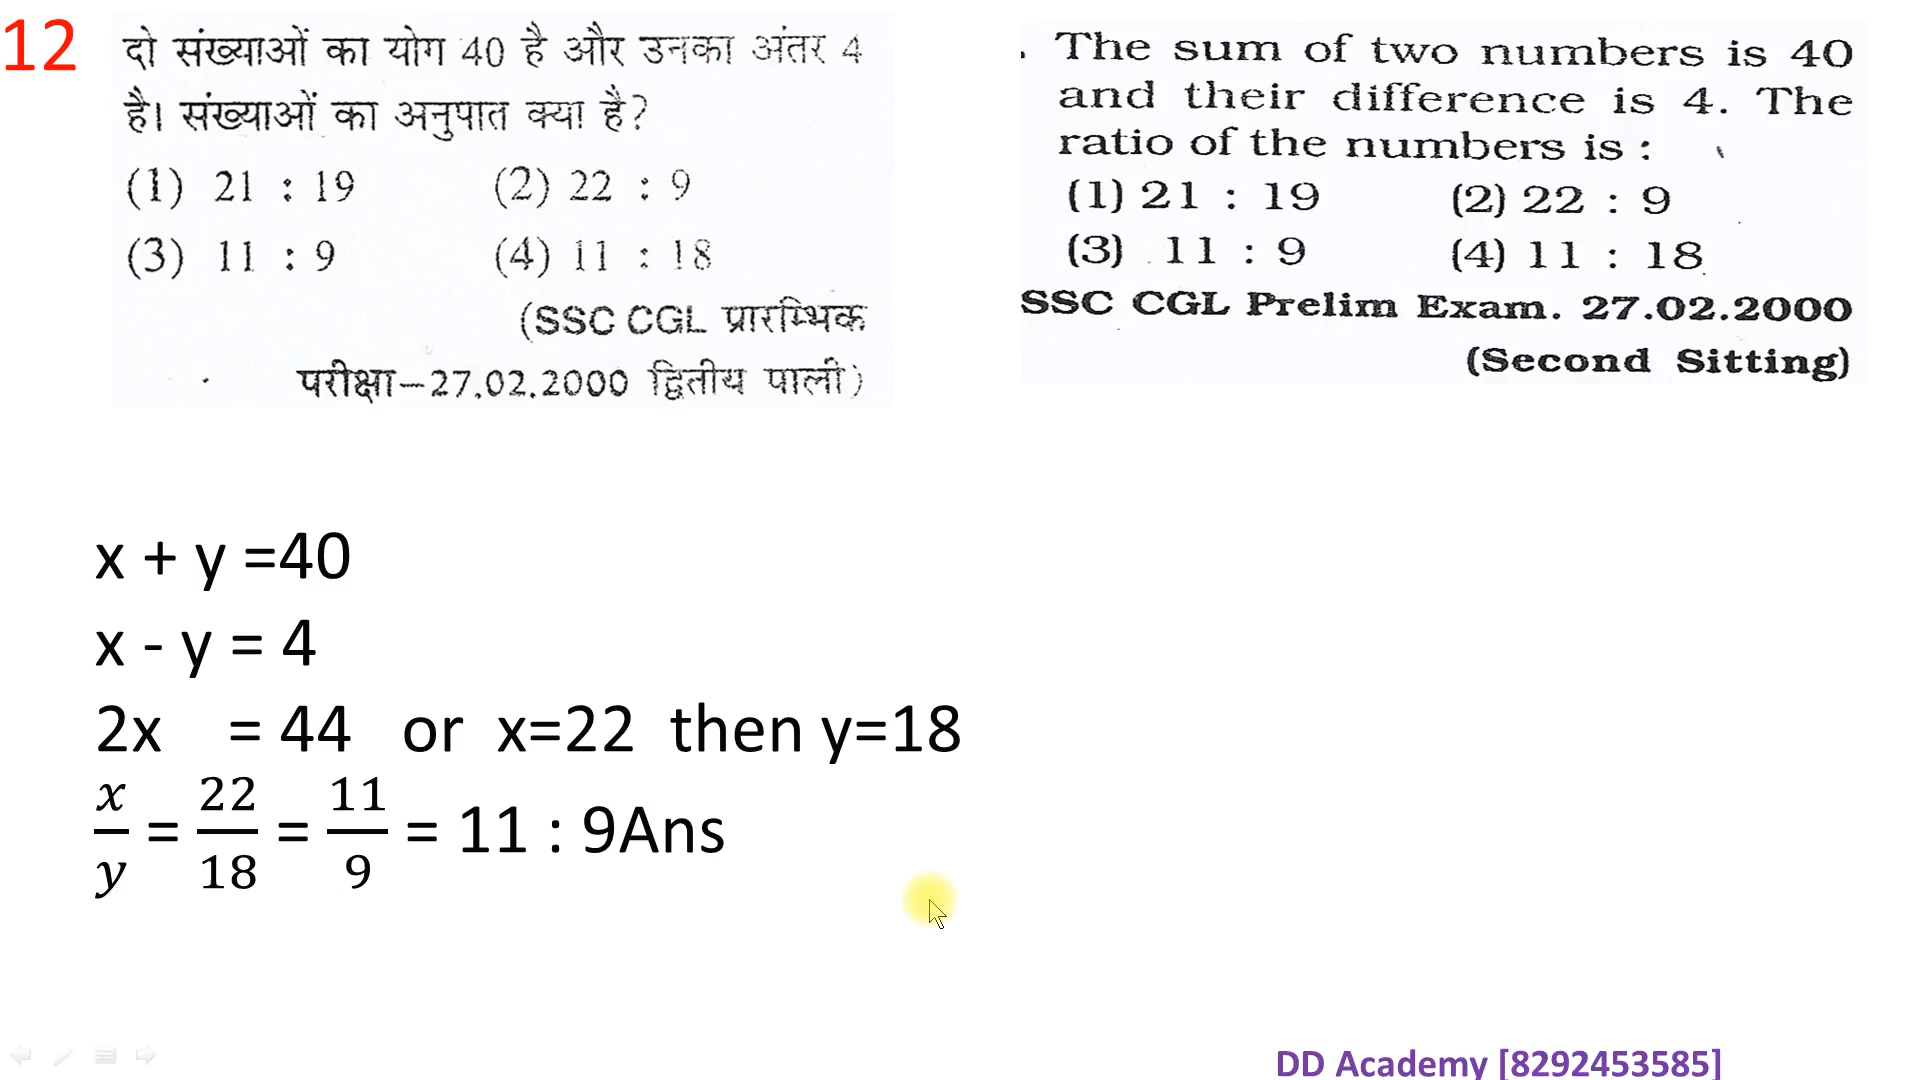 12
दो संख्याओं का योग 40 है और उनका अंतर 4
है। संख्याओं का अनुपात क्या है?
(1) 21 : 19 (2) 22 : 9
(3) 11 : 9 (4) 11 : 18
(SSC CGL प्रारम्भिक
परीक्षा–27.02.2000 द्वितीय पाली)
The sum of two numbers is 40
and their difference is 4. The
ratio of the numbers is :
(1) 21 : 19 (2) 22 : 9
(3) 11 : 9 (4) 11 : 18
SSC CGL Prelim Exam. 27.02.2000
(Second Sitting)
x + y =40
x - y = 4
2x = 44 or x=22 then y=18
x/y = 22/18 = 11/9 = 11 : 9Ans
DD Academy [8292453585]